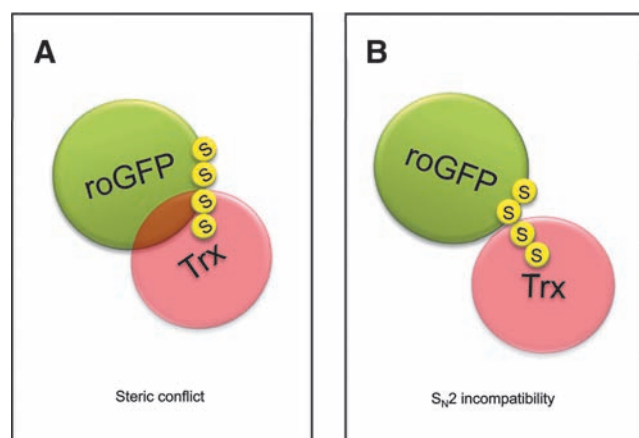 A
roGFP
S
S
S
S
Trx
Steric conflict
B
roGFP
S
S
S
S
Trx
SN2 incompatibility